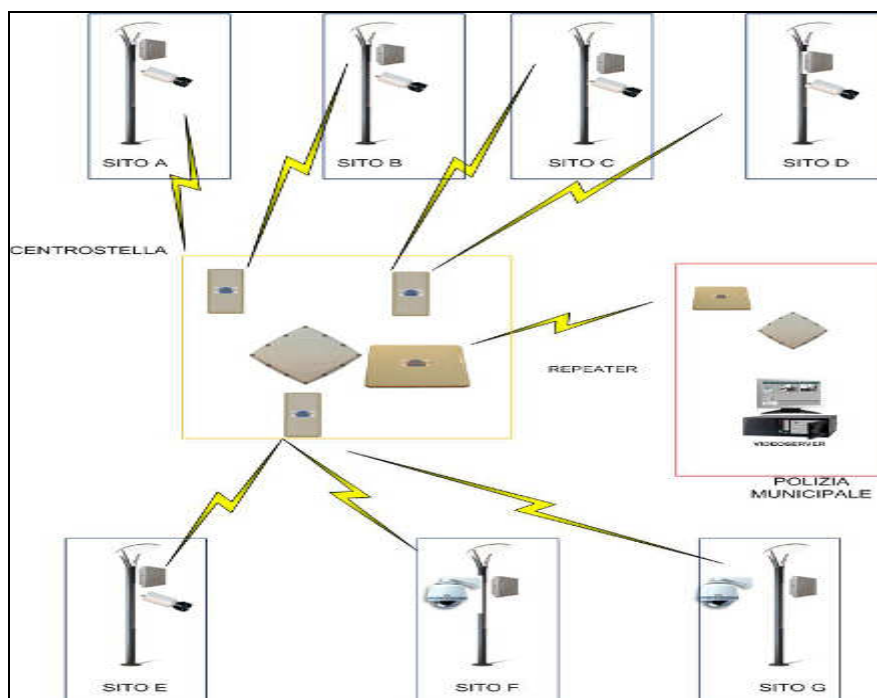 SITO A
SITO B
SITO C
SITO D
CENTROSTELLA
REPEATER
VIDEOSERVER
POLIZIA
MUNICIPALE
SITO E
SITO F
SITO G